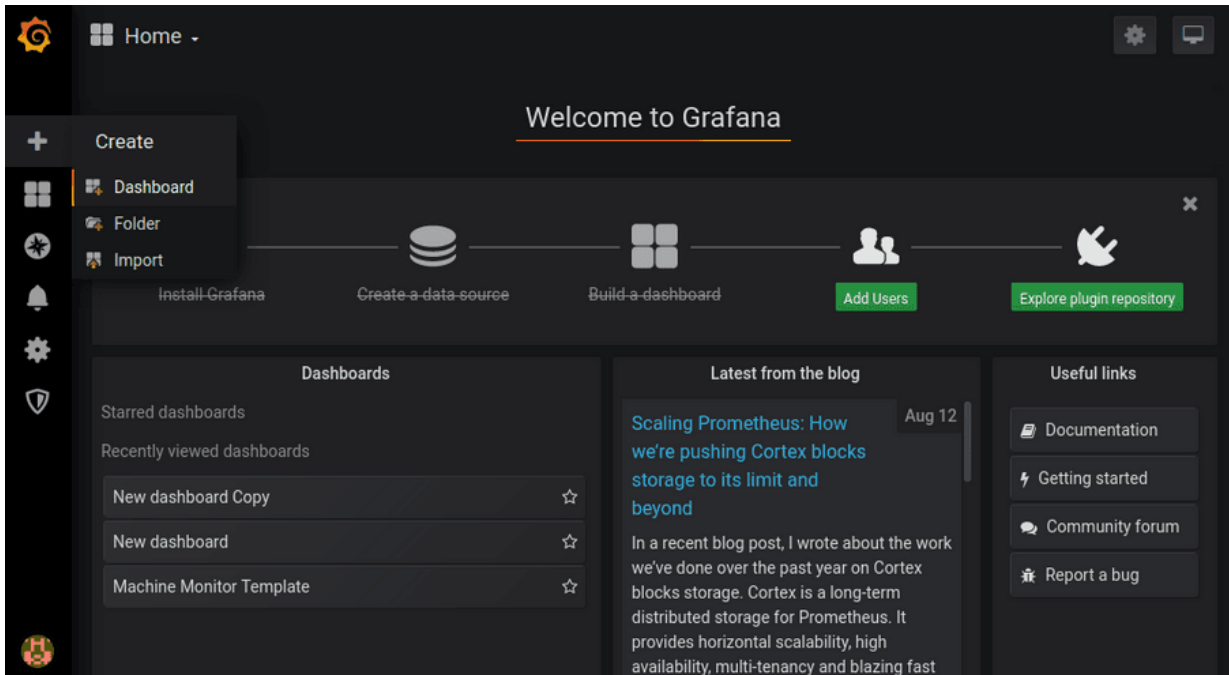 Home
Welcome to Grafana
Create
Dashboard
Folder
Import
Install Grafana
Create a data source
Build a dashboard
Add Users
Explore plugin repository
Dashboards
Starred dashboards
Recently viewed dashboards
New dashboard Copy
New dashboard
Machine Monitor Template
Latest from the blog
Aug 12
Scaling Prometheus: How
we're pushing Cortex blocks
storage to its limit and
beyond
In a recent blog post, I wrote about the work
we've done over the past year on Cortex
blocks storage. Cortex is a long-term
distributed storage for Prometheus. It
provides horizontal scalability, high
availability, multi-tenancy and blazing fast
Useful links
Documentation
Getting started
Community forum
Report a bug